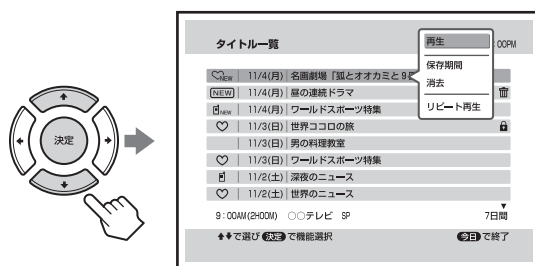 決定
タイトル一覧
:00PM
再生
保存期間
消去
リピート再生
NEW 11/4(月) 名画劇場「狐とオオカミと9
NEW 11/4(月) 昼の連続ドラマ
NEW 11/4(月) ワールドスポーツ特集
11/3(日) 世界ココロの旅
11/3(日) 男の料理教室
11/3(日) ワールドスポーツ特集
11/2(土) 深夜のニュース
11/2(土) 世界のニュース
9:00AM(2H00M) ○○テレビ SP 7日間
で選び 決定 で機能選択 今日 で終了